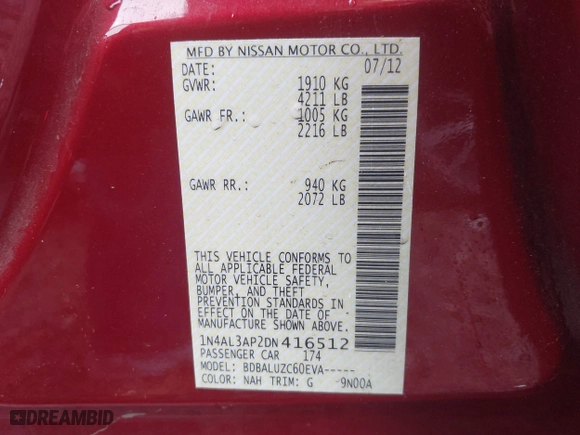 MFD BY NISSAN MOTOR CO., LTD.
DATE: 07/12
GVWR: 1910 KG
4211 LB
GAWR FR.: 1005 KG
2216 LB
GAWR RR.: 940 KG
2072 LB
THIS VEHICLE CONFORMS TO
ALL APPLICABLE FEDERAL
MOTOR VEHICLE SAFETY,
BUMPER, AND THEFT
PREVENTION STANDARDS IN
EFFECT ON THE DATE OF
MANUFACTURE SHOWN ABOVE.
1N4AL3AP2DN416512
PASSENGER CAR 174
MODEL: BDBALUZC60EVA-----
COLOR: NAH TRIM: G 9N00A
DREAMBID